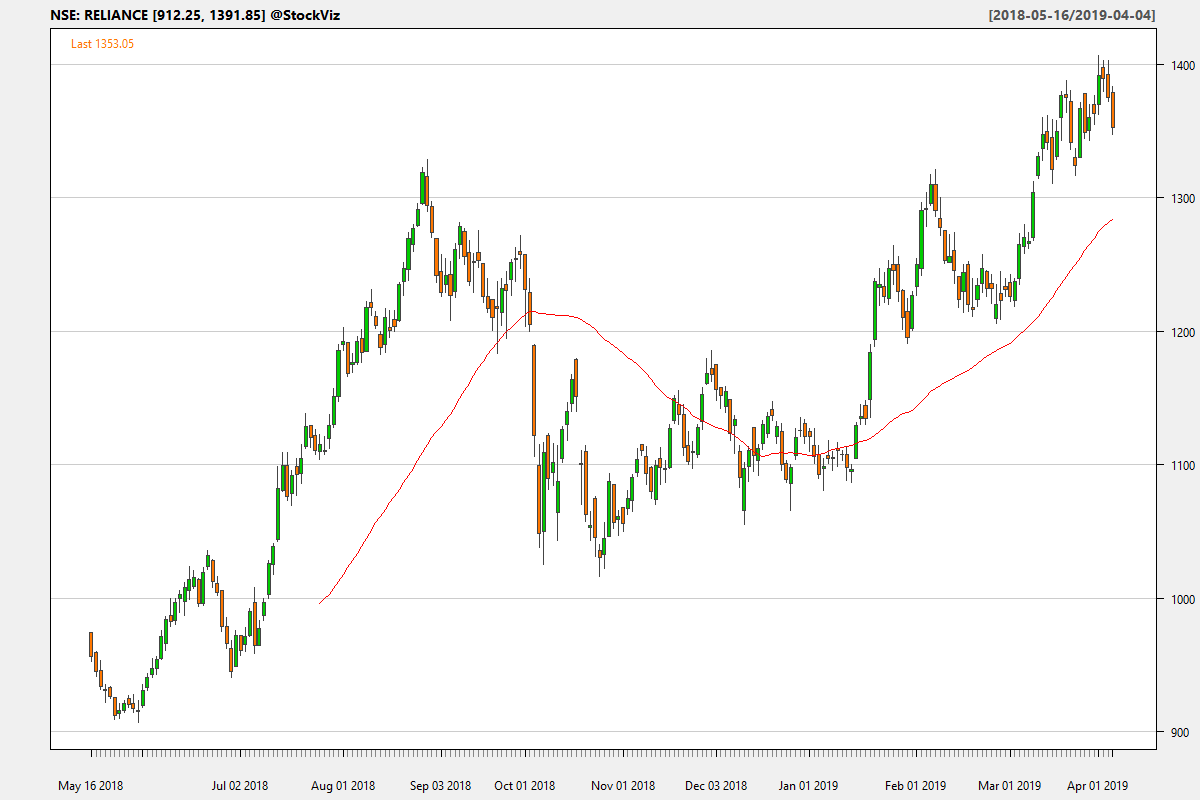 NSE: RELIANCE [912.25, 1391.85] @StockViz
[2018-05-16/2019-04-04]
Last 1353.05
1400
1300
1200
1100
1000
900
May 16 2018
Jul 02 2018
Aug 01 2018
Sep 03 2018
Oct 01 2018
Nov 01 2018
Dec 03 2018
Jan 01 2019
Feb 01 2019
Mar 01 2019
Apr 01 2019